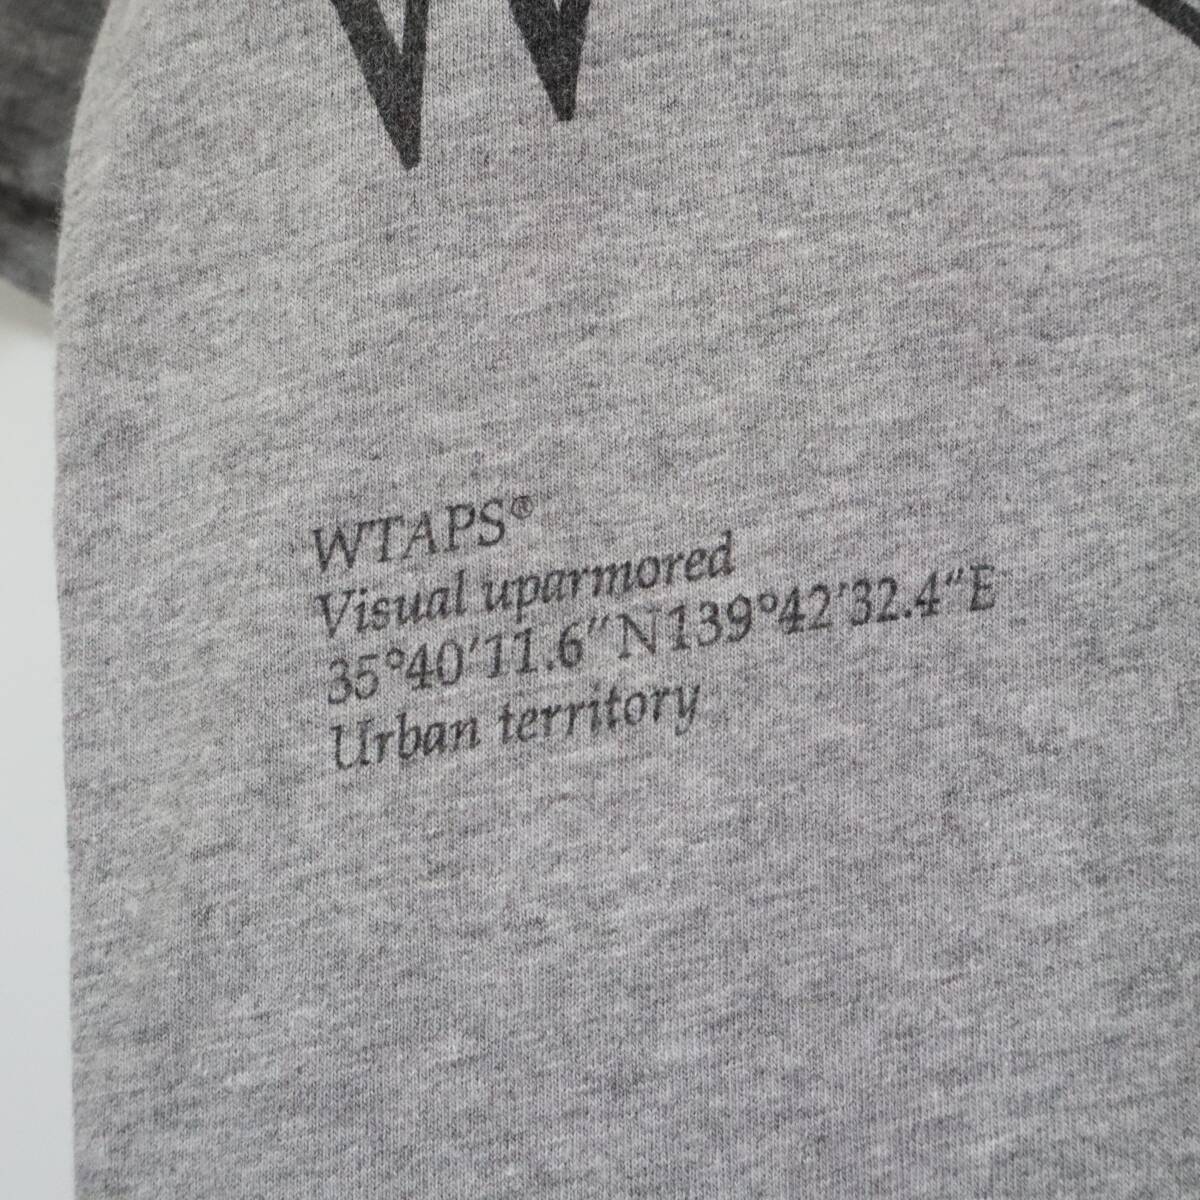 W
WTAPS®
Visual uparmored
35°40'11.6"N139°42'32.4"E
Urban territory